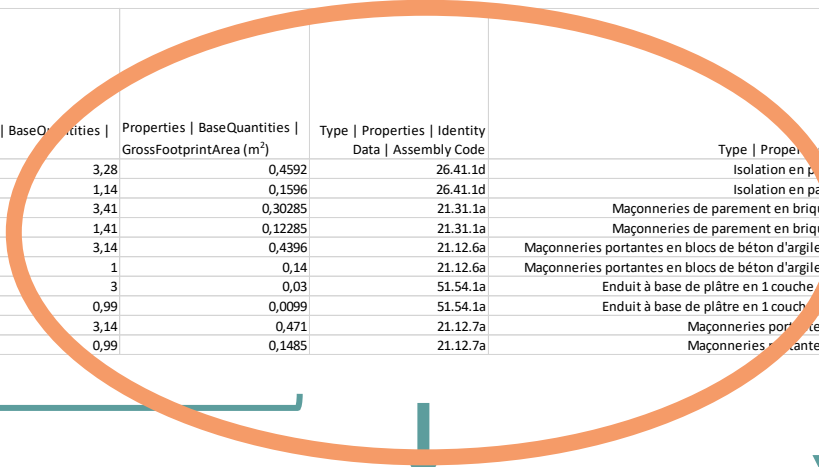 | BaseQuantities | Properties | BaseQuantities | Type | Properties | Identity
GrossFootprintArea (m²) Data | Assembly Code Type |
3,28 0,4592 26.41.1d Isolation en
1,14 0,1596 26.41.1d Isolation en
3,41 0,30285 21.31.1a Maçonneries de parement en
1,41 0,12285 21.31.1a Maçonneries de parement en
3,14 0,4396 21.12.6a Maçonneries portantes en blocs de béton d'argile
1 0,14 21.12.6a Maçonneries portantes en blocs de béton d'argile
3 0,03 51.54.1a Enduit à base de plâtre en 1 couche
0,99 0,0099 51.54.1a Enduit à base de plâtre en 1 couche
3,14 0,471 21.12.7a Maçonneries
0,99 0,1485 21.12.7a Maçonneries